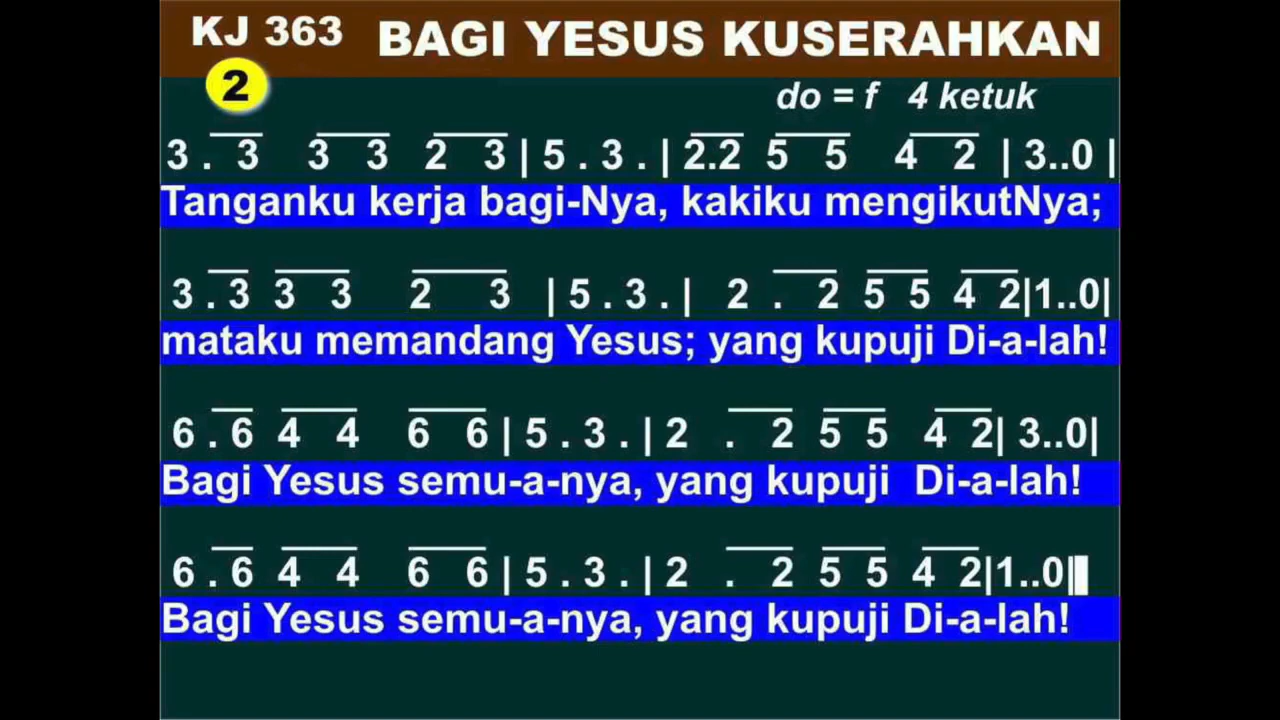 KJ 363 BAGI YESUS KUSERAHKAN
2
do = f 4 ketuk
3 . 3 3 3 2 3 | 5 . 3 . | 2.2 5 5 4 2 | 3..0 |
Tanganku kerja bagi-Nya, kakiku mengikutNya;
3 . 3 3 3 2 3 | 5 . 3 . | 2 . 2 5 5 4 2|1..0|
mataku memandang Yesus; yang kupuji Di-a-lah!
6 . 6 4 4 6 6 | 5 . 3 . | 2 . 2 5 5 4 2| 3..0|
Bagi Yesus semu-a-nya, yang kupuji Di-a-lah!
6 . 6 4 4 6 6 | 5 . 3 . | 2 . 2 5 5 4 2|1..0|
Bagi Yesus semu-a-nya, yang kupuji Di-a-lah!